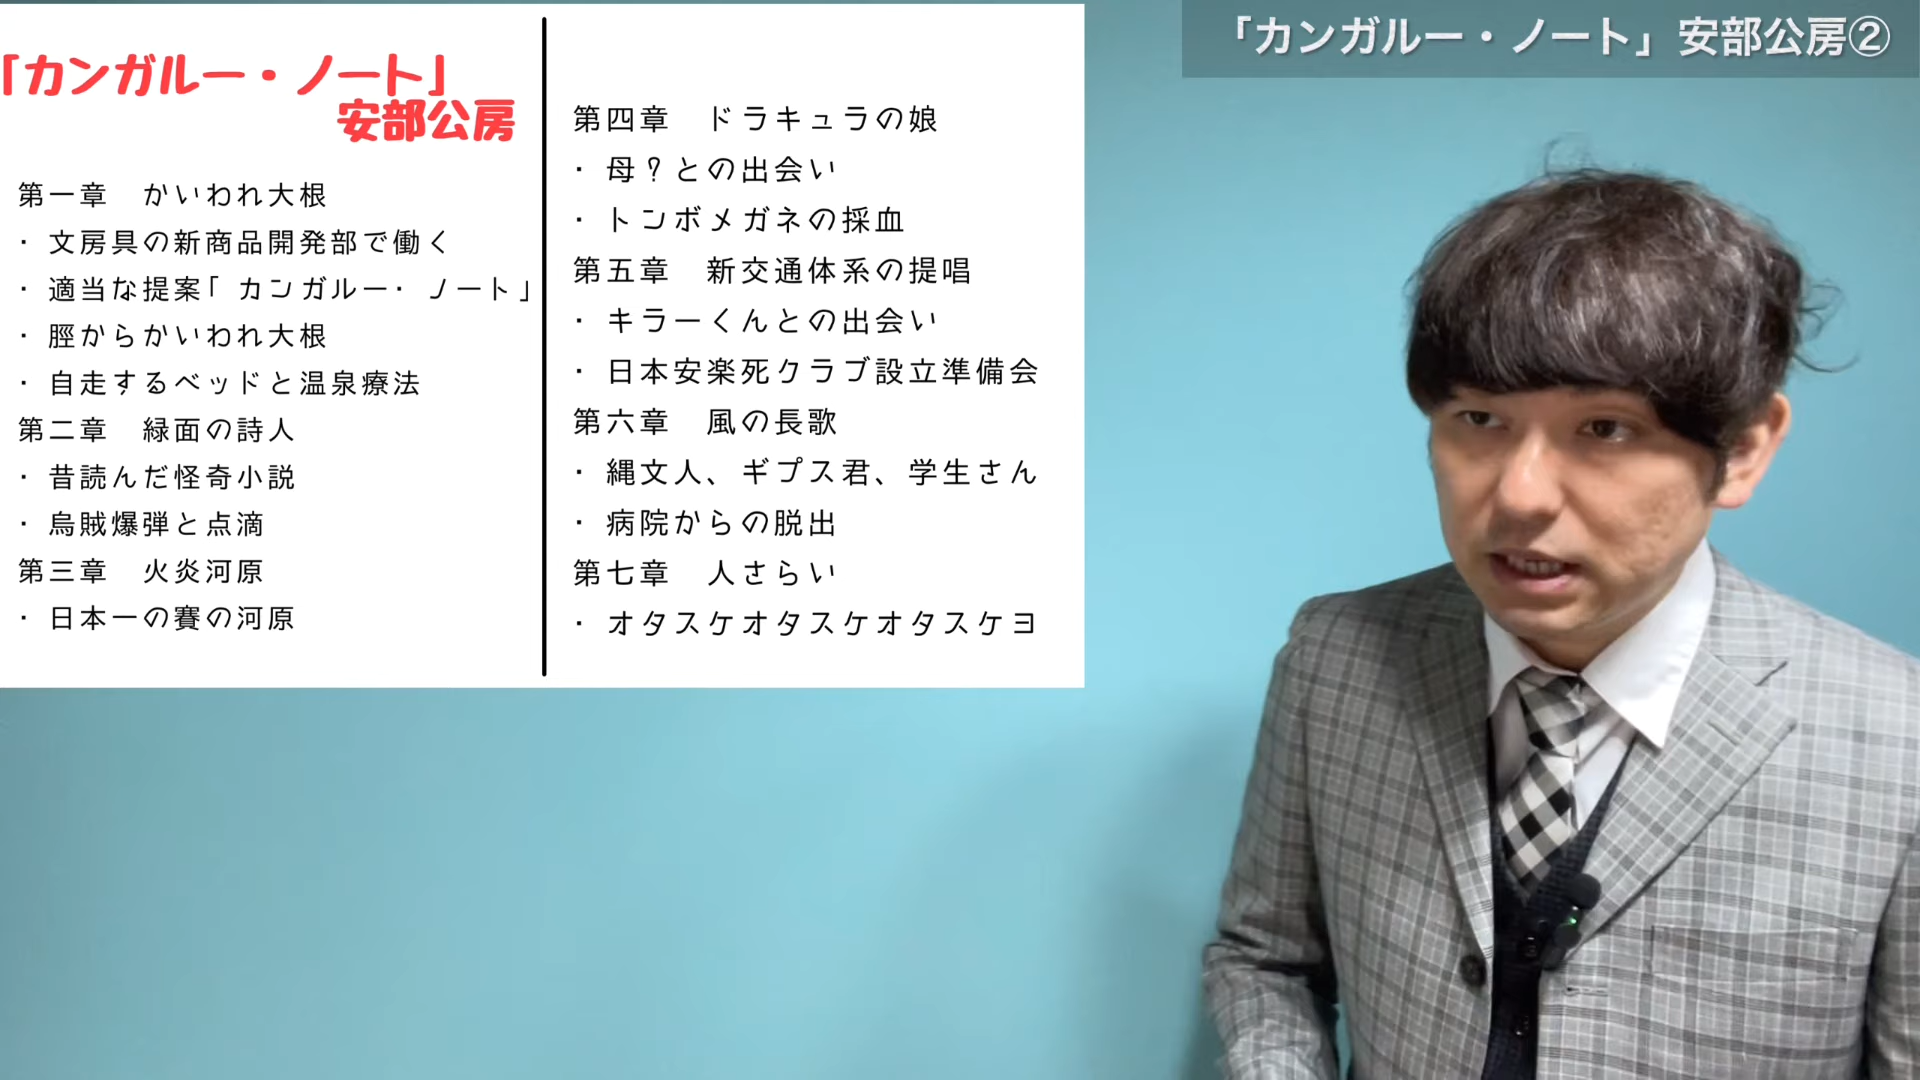 「カンガルー・ノート」
安部公房
第一章　かいわれ大根
・文房具の新商品開発部で働く
・適当な提案「カンガルー・ノート」
・脛からかいわれ大根
・自走するベッドと温泉療法
第二章　緑面の詩人
・昔読んだ怪奇小説
・烏賊爆弾と点滴
第三章　火炎河原
・日本一の賽の河原
第四章　ドラキュラの娘
・母？との出会い
・トンボメガネの採血
第五章　新交通体系の提唱
・キラーくんとの出会い
・日本安楽死クラブ設立準備会
第六章　風の長歌
・縄文人、ギプス君、学生さん
・病院からの脱出
第七章　人さらい
・オタスケオタスケオタスケヨ
「カンガルー・ノート」安部公房②